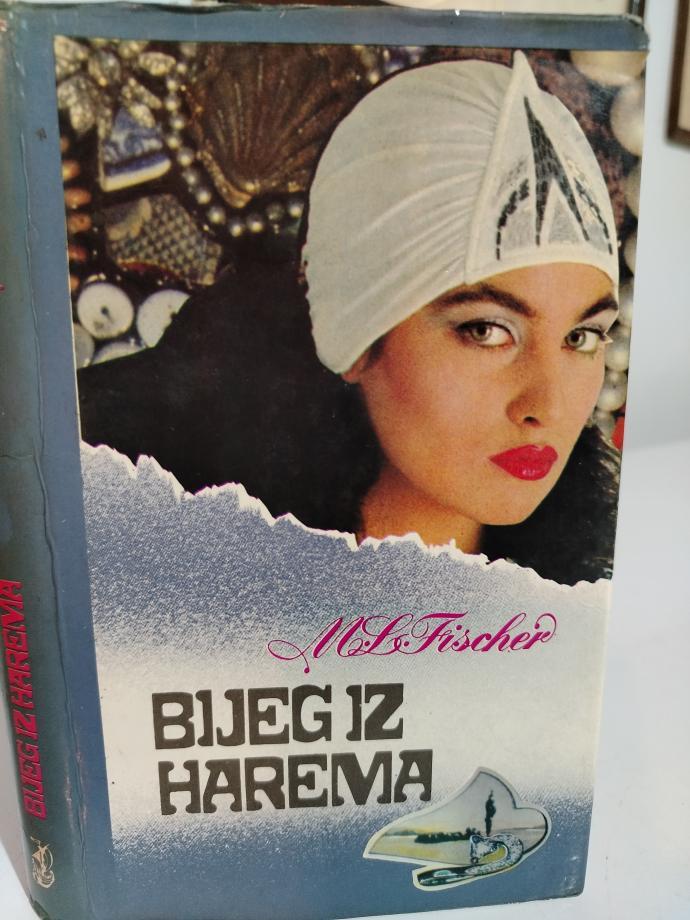 M.L. Fischer
BIJEG IZ
HAREMA
BIJEG IZ HAREMA